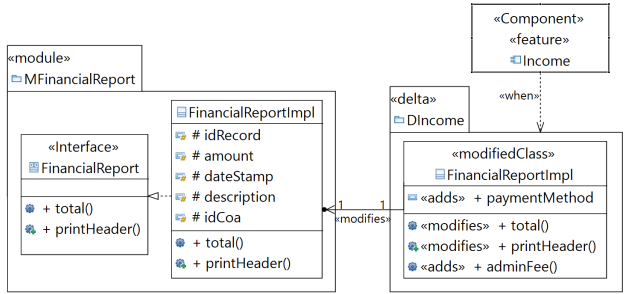 «module»
MFinancialReport
«Interface»
FinancialReport
+ total()
+ printHeader()
FinancialReportImpl
# idRecord
# amount
# dateStamp
# description
# idCoa
+ total()
+ printHeader()
1
1
«modifies»
«Component»
«feature»
Income
«when»
«delta»
DIncome
«modifiedClass»
FinancialReportImpl
«adds» + paymentMethod
«modifies» + total()
«modifies» + printHeader()
«adds» + adminFee()